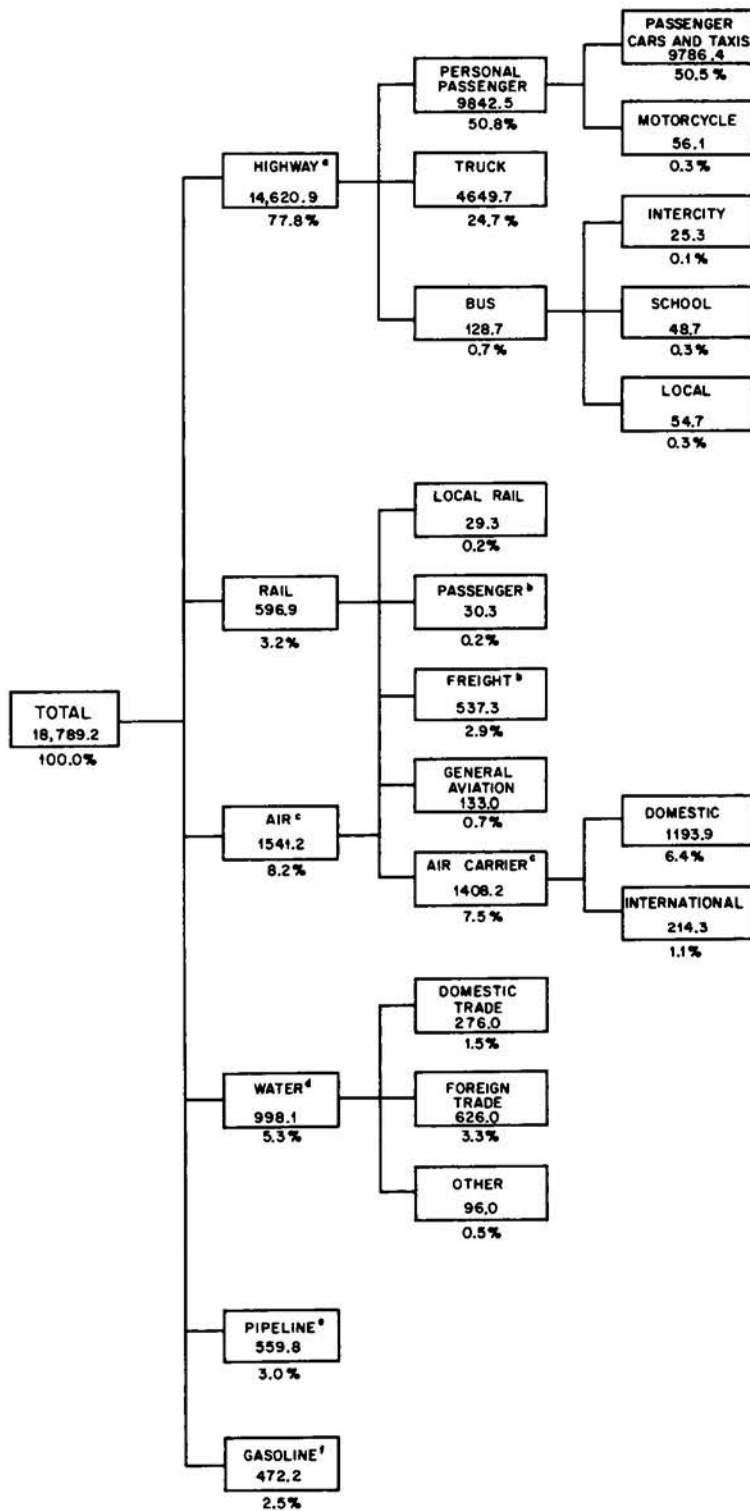 TOTAL
18,789.2
100.0%
HIGHWAY a
14,620.9
77.8%
PERSONAL
PASSENGER
9842.5
50.8%
PASSENGER
CARS AND TAXIS
9786.4
50.5%
MOTORCYCLE
56.1
0.3%
TRUCK
4649.7
24.7%
BUS
128.7
0.7%
INTERCITY
25.3
0.1%
SCHOOL
48.7
0.3%
LOCAL
54.7
0.3%
RAIL
596.9
3.2%
LOCAL RAIL
29.3
0.2%
PASSENGER b
30.3
0.2%
FREIGHT b
537.3
2.9%
AIR c
1541.2
8.2%
GENERAL
AVIATION
133.0
0.7%
AIR CARRIER c
1408.2
7.5%
DOMESTIC
1193.9
6.4%
INTERNATIONAL
214.3
1.1%
WATER d
998.1
5.3%
DOMESTIC
TRADE
276.0
1.5%
FOREIGN
TRADE
626.0
3.3%
OTHER
96.0
0.5%
PIPELINE e
559.8
3.0%
GASOLINE f
472.2
2.5%